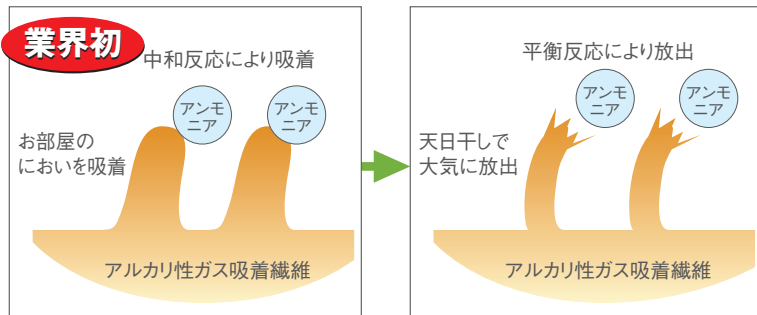 業界初
中和反応により吸着
アンモ
ニア
アンモ
ニア
お部屋の
においを吸着
アルカリ性ガス吸着繊維
平衡反応により放出
アンモ
ニア
アンモ
ニア
天日干しで
大気に放出
アルカリ性ガス吸着繊維